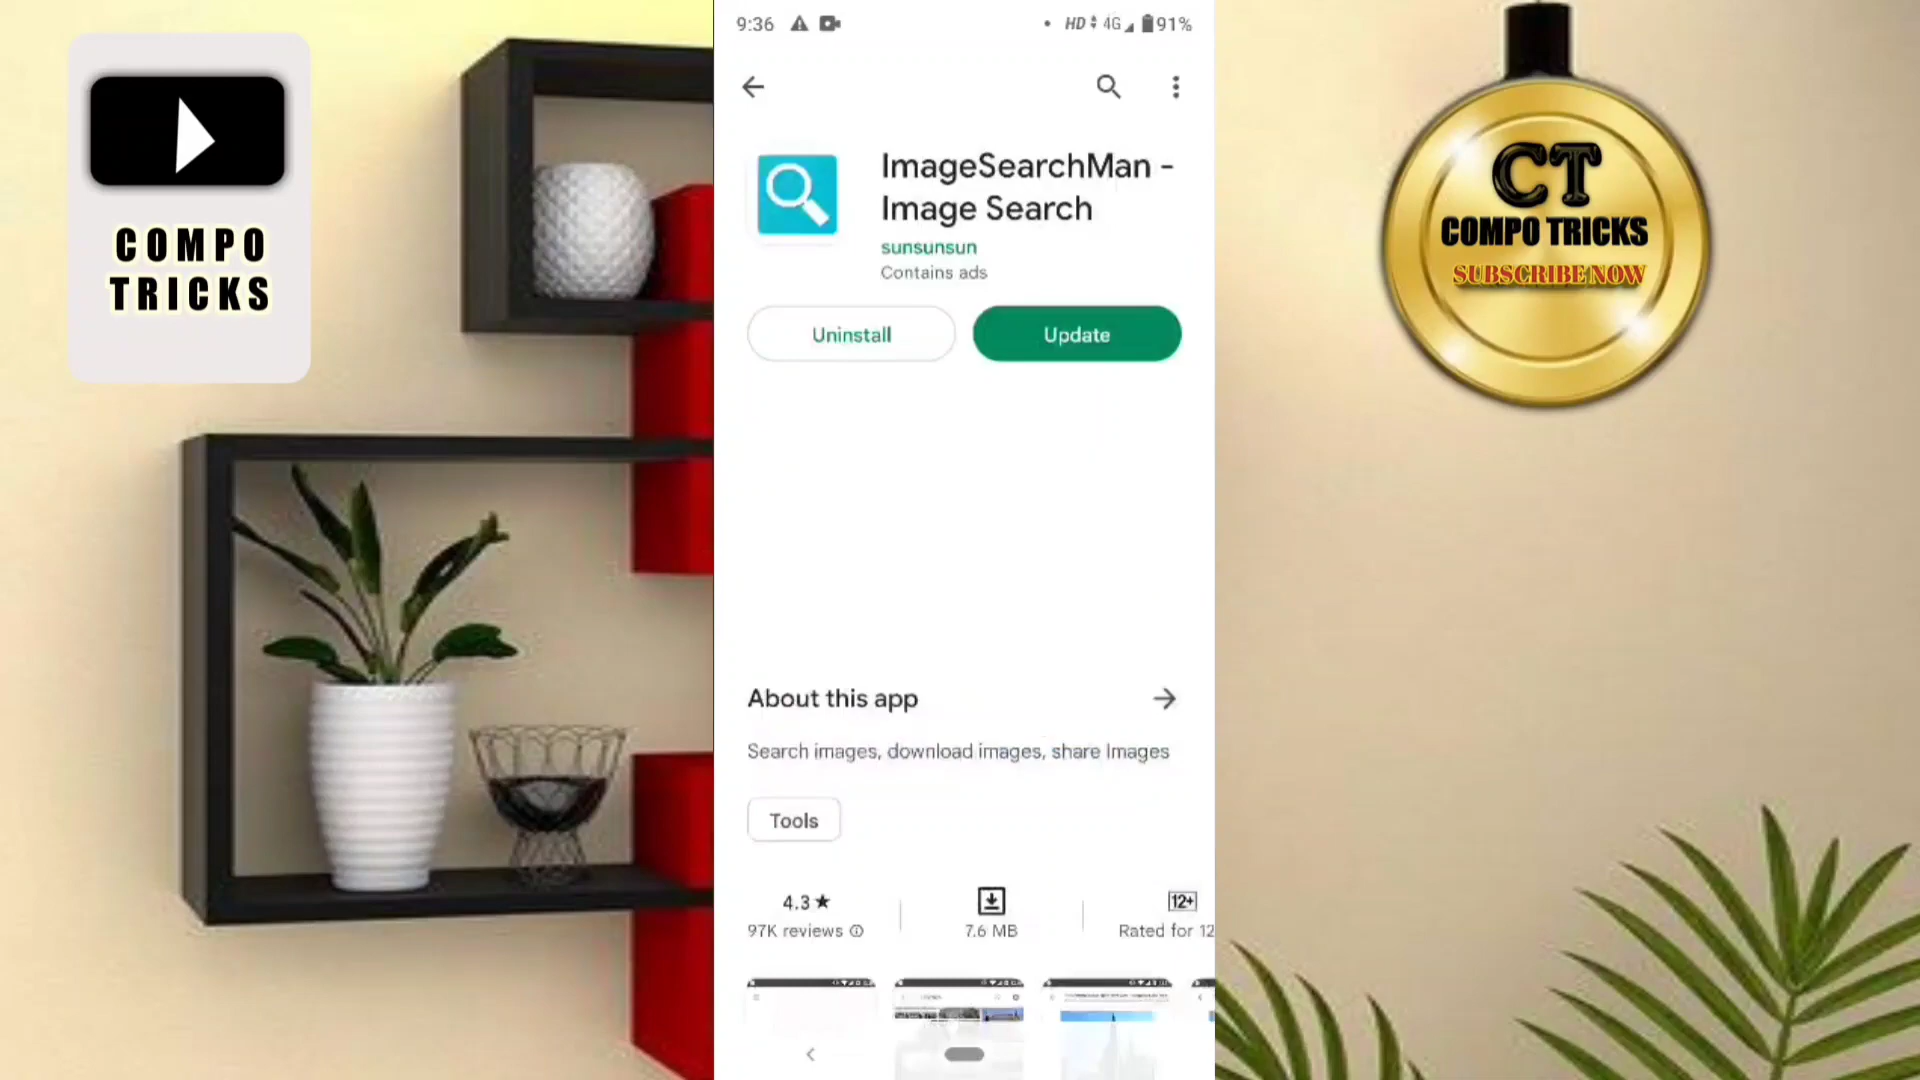 COMPO
TRICKS
9:36
HD 4G 91%
ImageSearchMan -
Image Search
sunsunsun
Contains ads
Uninstall
Update
About this app
Search images, download images, share Images
Tools
4.3★
97K reviews
7.6 MB
12+
Rated for 12
CT
COMPO TRICKS
SUBSCRIBE NOW